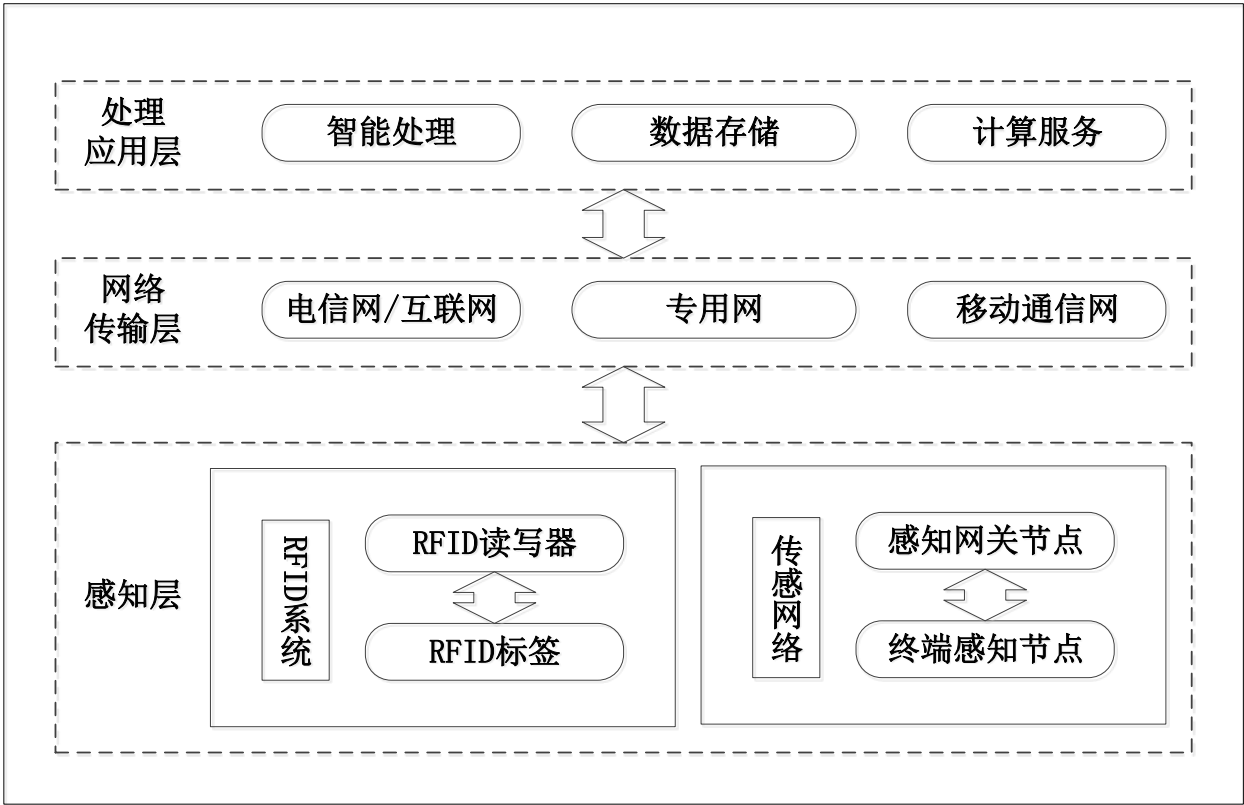 处理
应用层
智能处理
数据存储
计算服务
网络
传输层
电信网/互联网
专用网
移动通信网
感知层
RFID系统
RFID读写器
RFID标签
传感网络
感知网关节点
终端感知节点